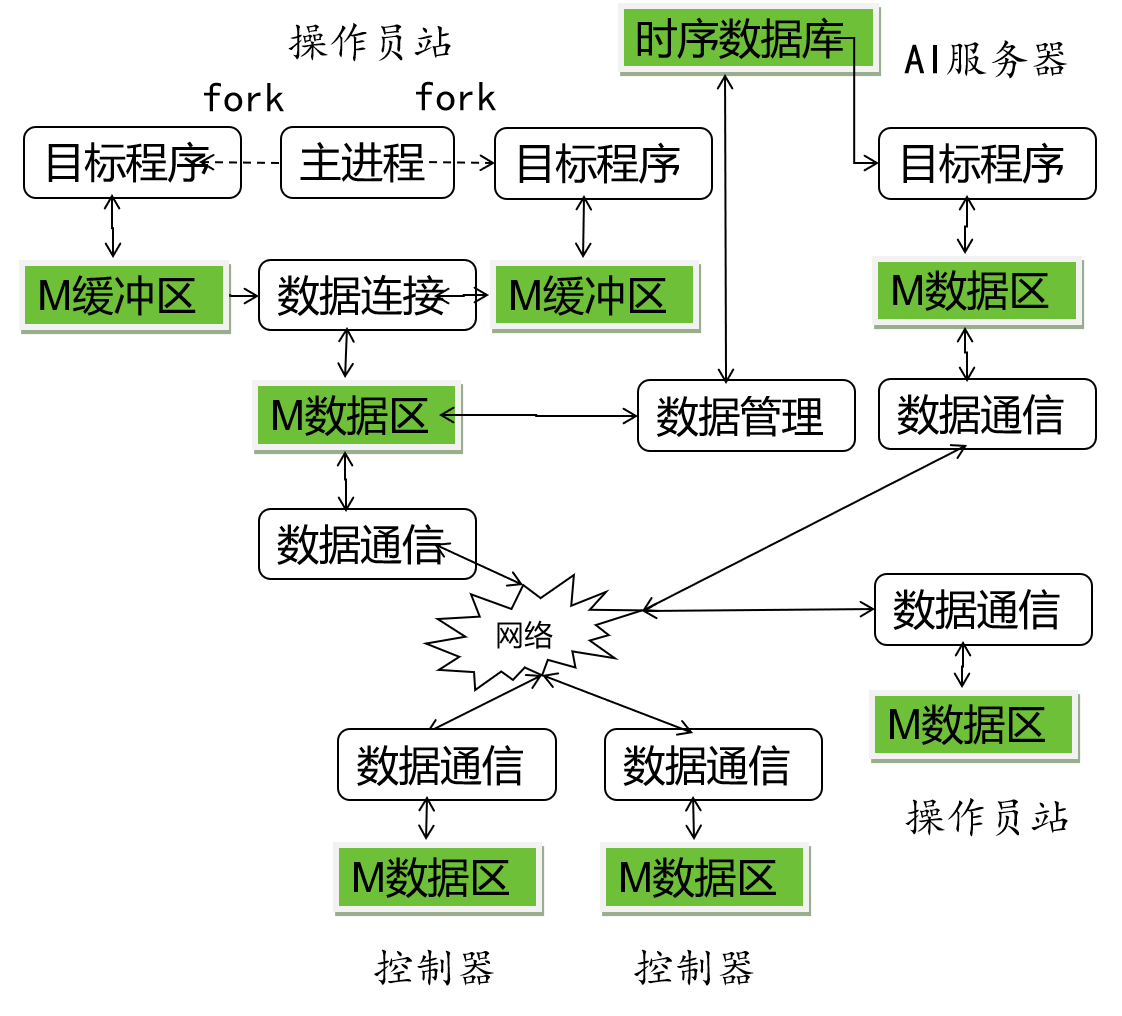 操作员站
时序数据库
AI服务器
fork
fork
目标程序
主进程
目标程序
目标程序
M缓冲区
数据连接
M缓冲区
M数据区
M数据区
数据管理
数据通信
数据通信
网络
数据通信
M数据区
数据通信
数据通信
操作员站
M数据区
M数据区
控制器
控制器